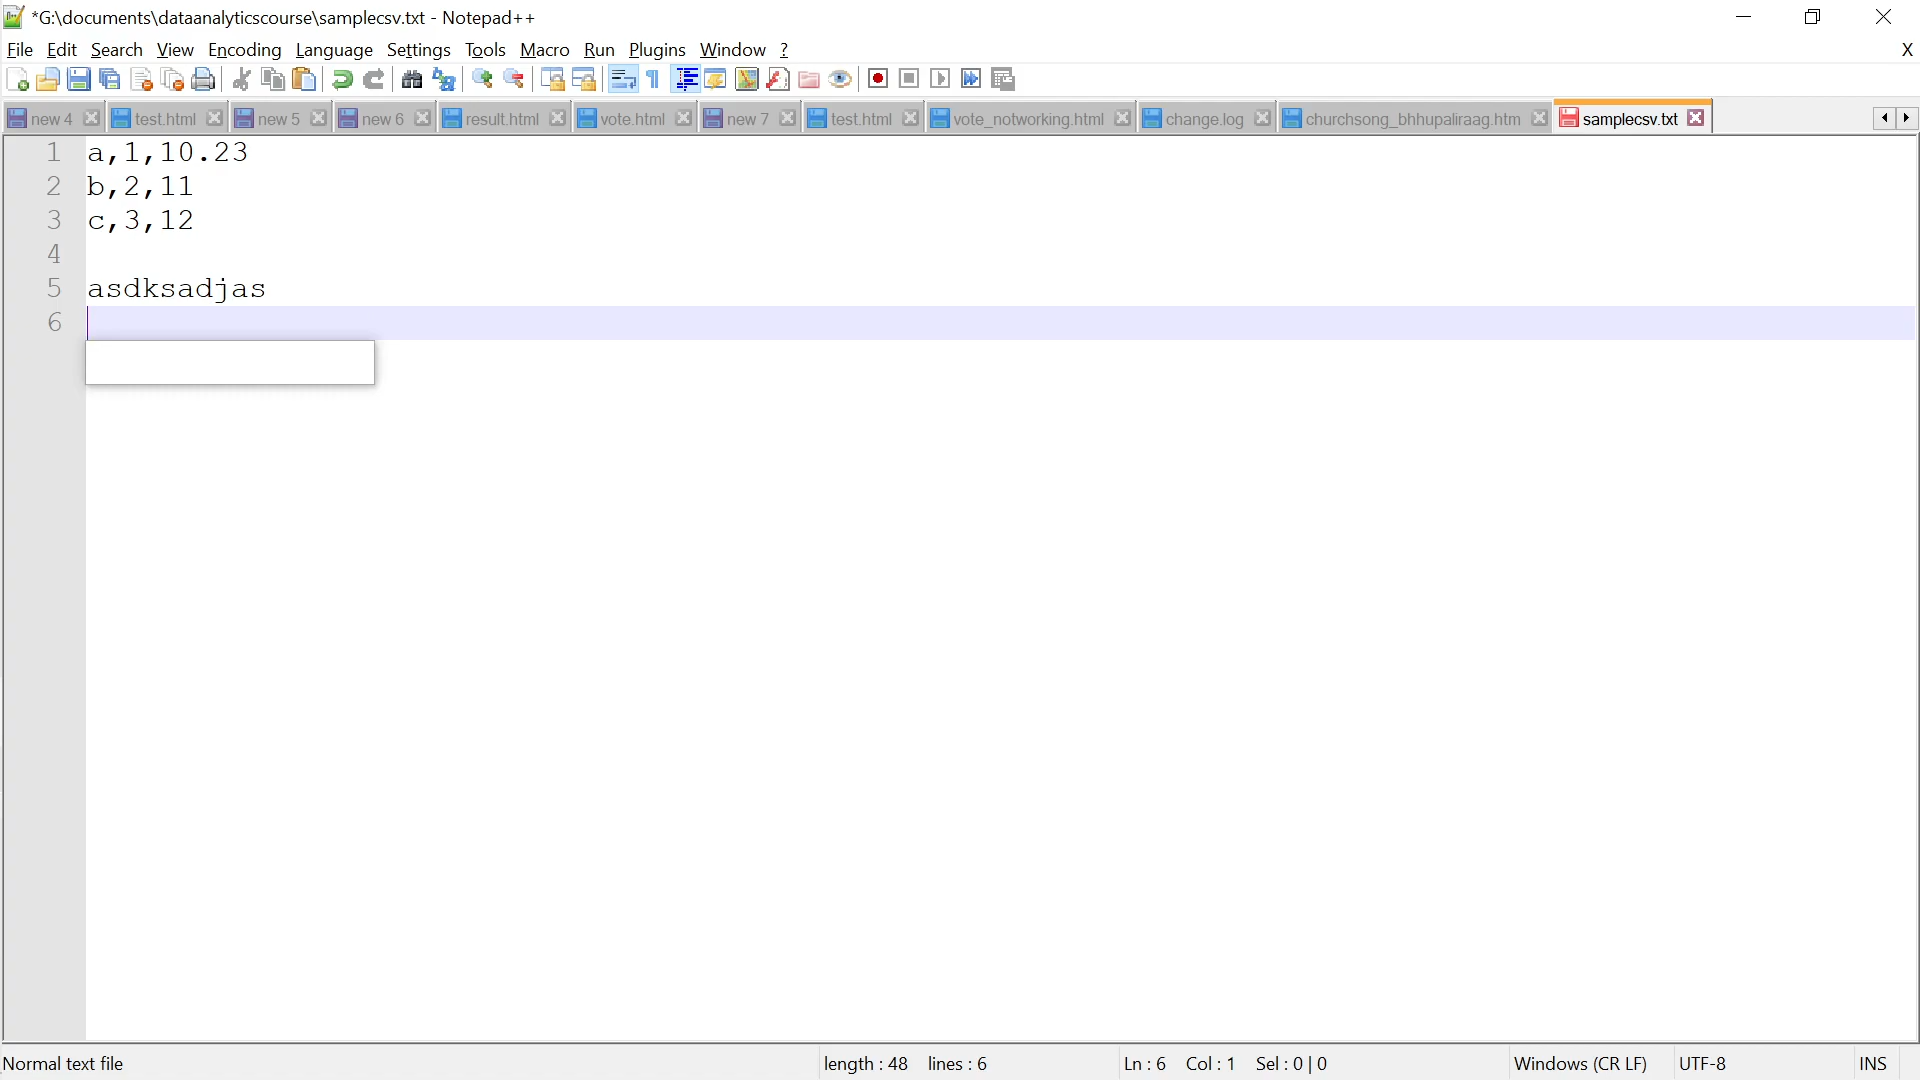 *G:\documents\dataanalyticscourse\samplecsv.txt - Notepad++
File Edit Search View Encoding Language Settings Tools Macro Run Plugins Window ? X
new 4 test.html new 5 new 6 result.html vote.html new 7 test.html vote_notworking.html change.log churchsong_bhhupaliraag.htm samplecsv.txt
1 a,1,10.23
2 b,2,11
3 c,3,12
4
5 asdksadjas
6
Normal text file length : 48 lines : 6 Ln : 6 Col : 1 Sel : 0 | 0 Windows (CR LF) UTF-8 INS